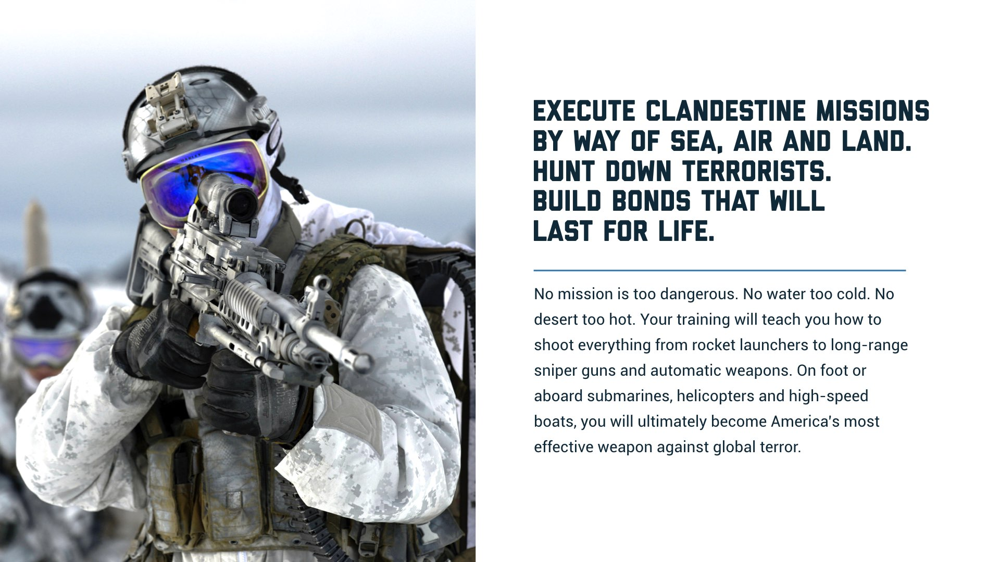 OAKLEY
EXECUTE CLANDESTINE MISSIONS
BY WAY OF SEA, AIR AND LAND.
HUNT DOWN TERRORISTS.
BUILD BONDS THAT WILL
LAST FOR LIFE.
No mission is too dangerous. No water too cold. No
desert too hot. Your training will teach you how to
shoot everything from rocket launchers to long-range
sniper guns and automatic weapons. On foot or
aboard submarines, helicopters and high-speed
boats, you will ultimately become America's most
effective weapon against global terror.
Mechanix